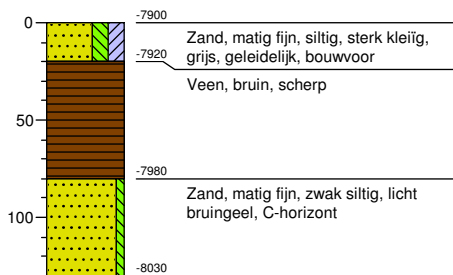 0
-7900
Zand, matig fijn, siltig, sterk kleiïg,
grijs, geleidelijk, bouwvoor
-7920
Veen, bruin, scherp
50
-7980
Zand, matig fijn, zwak siltig, licht
bruingeel, C-horizont
100
-8030